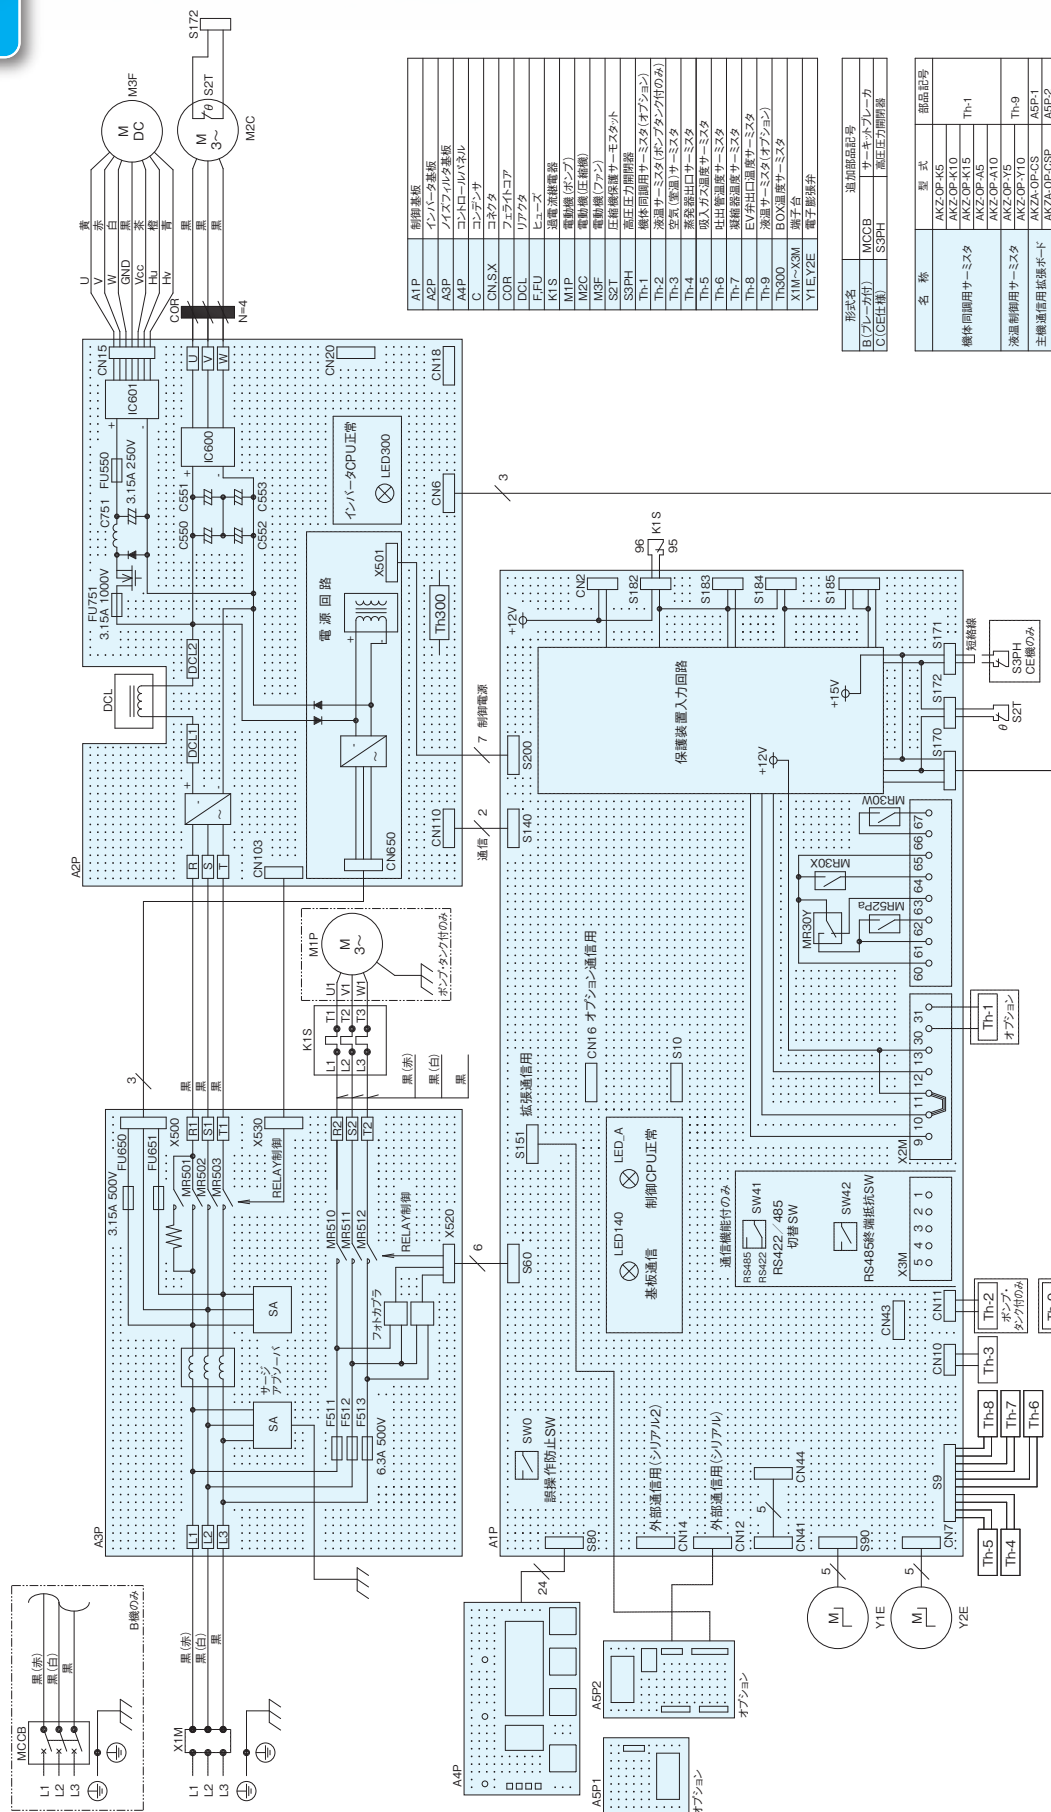 MCCB
L1
L2
L3
黒(赤)
黒(白)
黒
B機のみ
X1M
L1
L2
L3
黒(赤)
黒(白)
黒
A3P
L1
L2
L3
SA
サージ
アブソーバ
SA
F511
F512
F513
6.3A 500V
3.15A 500V
FU650
FU651
MR501
MR502
MR503
X500
R1
S1
T1
X530
RELAY制御
R2
S2
T2
MR510
MR511
MR512
RELAY制御
フォトカプラ
X520
6
3
黒
黒
黒
黒(赤)
黒(白)
黒
K1S
L1
L2
L3
T1
T2
T3
U1
V1
W1
M1P
M
3~
ポンプ・タンク付のみ
A2P
R
S
T
CN103
CN650
DCL
DCL1
DCL2
FU751
3.15A 1000V
C751
FU550
3.15A 250V
IC601
CN15
C550
C551
C552
C553
IC600
U
V
W
電源回路
X501
Th300
インバータCPU正常
LED300
CN20
CN18
CN6
CN110
3
U
V
W
GND
Vcc
Hu
Hv
黄
赤
白
黒
茶
橙
青
COR
N=4
黒
黒
黒
M
DC
M3F
M
3~
M2C
S2T
θ
S172
通信
2
S140
7
制御電源
S200
A1P
S80
SW0
誤操作防止SW
CN14
外部通信用(シリアル2)
CN12
外部通信用(シリアル)
CN41
5
CN44
S90
CN7
S60
S151
拡張通信用
CN16 オプション通信用
S10
LED140
基板通信
LED_A
制御CPU正常
通信機能付のみ
RS485
RS422
SW41
RS422/485
切替SW
SW42
RS485終端抵抗SW
X3M
5
4
3
2
1
CN43
CN10
CN11
S9
Th-3
Th-2
ポンプ・
タンク付のみ
Th-8
Th-7
Th-6
Th-5
Th-4
X2M
9
10
11
12
13
30
31
Th-1
オプション
60
61
62
63
64
65
66
67
MR30Y
MR52Pa
MR30X
MR30W
保護装置入力回路
+12V
+12V
+15V
CN2
S182
S183
S184
S185
96
95
K1S
S170
S172
S171
θ
S2T
短絡線
S3PH
CE機のみ
A4P
24
A5P2
オプション
A5P1
オプション
M
5
Y1E
M
5
Y2E
A1P 制御基板
A2P インバータ基板
A3P ノイズフィルタ基板
A4P コントロールパネル
C コンデンサ
CN,S,X コネクタ
COR フェライトコア
DCL リアクタ
F,FU ヒューズ
K1S 過電流継電器
M1P 電動機(ポンプ)
M2C 電動機(圧縮機)
M3F 電動機(ファン)
S2T 圧縮機保護サーモスタット
S3PH 高圧圧力開閉器
Th-1 機体同調用サーミスタ(オプション)
Th-2 液温サーミスタ(ポンプタンク付のみ)
Th-3 空気(室温)サーミスタ
Th-4 蒸発器出口サーミスタ
Th-5 吸入ガス温度サーミスタ
Th-6 吐出管温度サーミスタ
Th-7 凝縮器温度サーミスタ
Th-8 EV弁出口温度サーミスタ
Th-9 液温サーミスタ(オプション)
Th300 BOX温度サーミスタ
X1M~X3M 端子台
Y1E,Y2E 電子膨張弁
形式名 追加部品記号
B(ブレーカ付) MCCB サーキットブレーカ
C(CE仕様) S3PH 高圧圧力開閉器
名称 型式 部品記号
機体同調用サーミスタ AKZ-OP-K5 Th-1
AKZ-OP-K10
AKZ-OP-K15
AKZ-OP-A5
AKZ-OP-A10
液温制御用サーミスタ AKZ-OP-Y5 Th-9
AKZ-OP-Y10
主機通信用拡張ボード AKZA-OP-CS A5P-1
AKZA-OP-CSP A5P-2